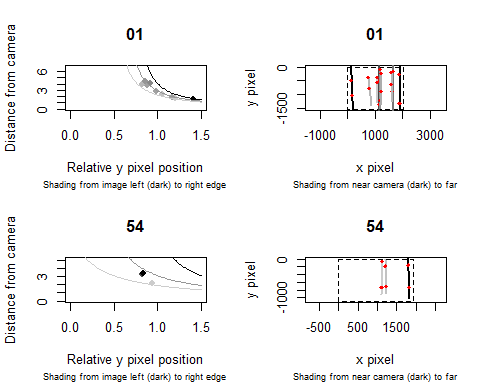 01
Distance from camera
6
3
0
0.0 0.5 1.0 1.5
Relative y pixel position
Shading from image left (dark) to right edge
01
y pixel
0
-1500
-1000 1000 3000
x pixel
Shading from near camera (dark) to far
54
Distance from camera
3
0
0.0 0.5 1.0 1.5
Relative y pixel position
Shading from image left (dark) to right edge
54
y pixel
0
-1000
-500 500 1500
x pixel
Shading from near camera (dark) to far